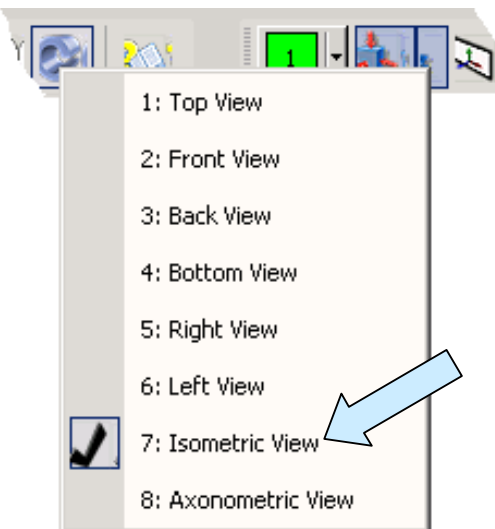 Y
1
1: Top View
2: Front View
3: Back View
4: Bottom View
5: Right View
6: Left View
7: Isometric View
8: Axonometric View